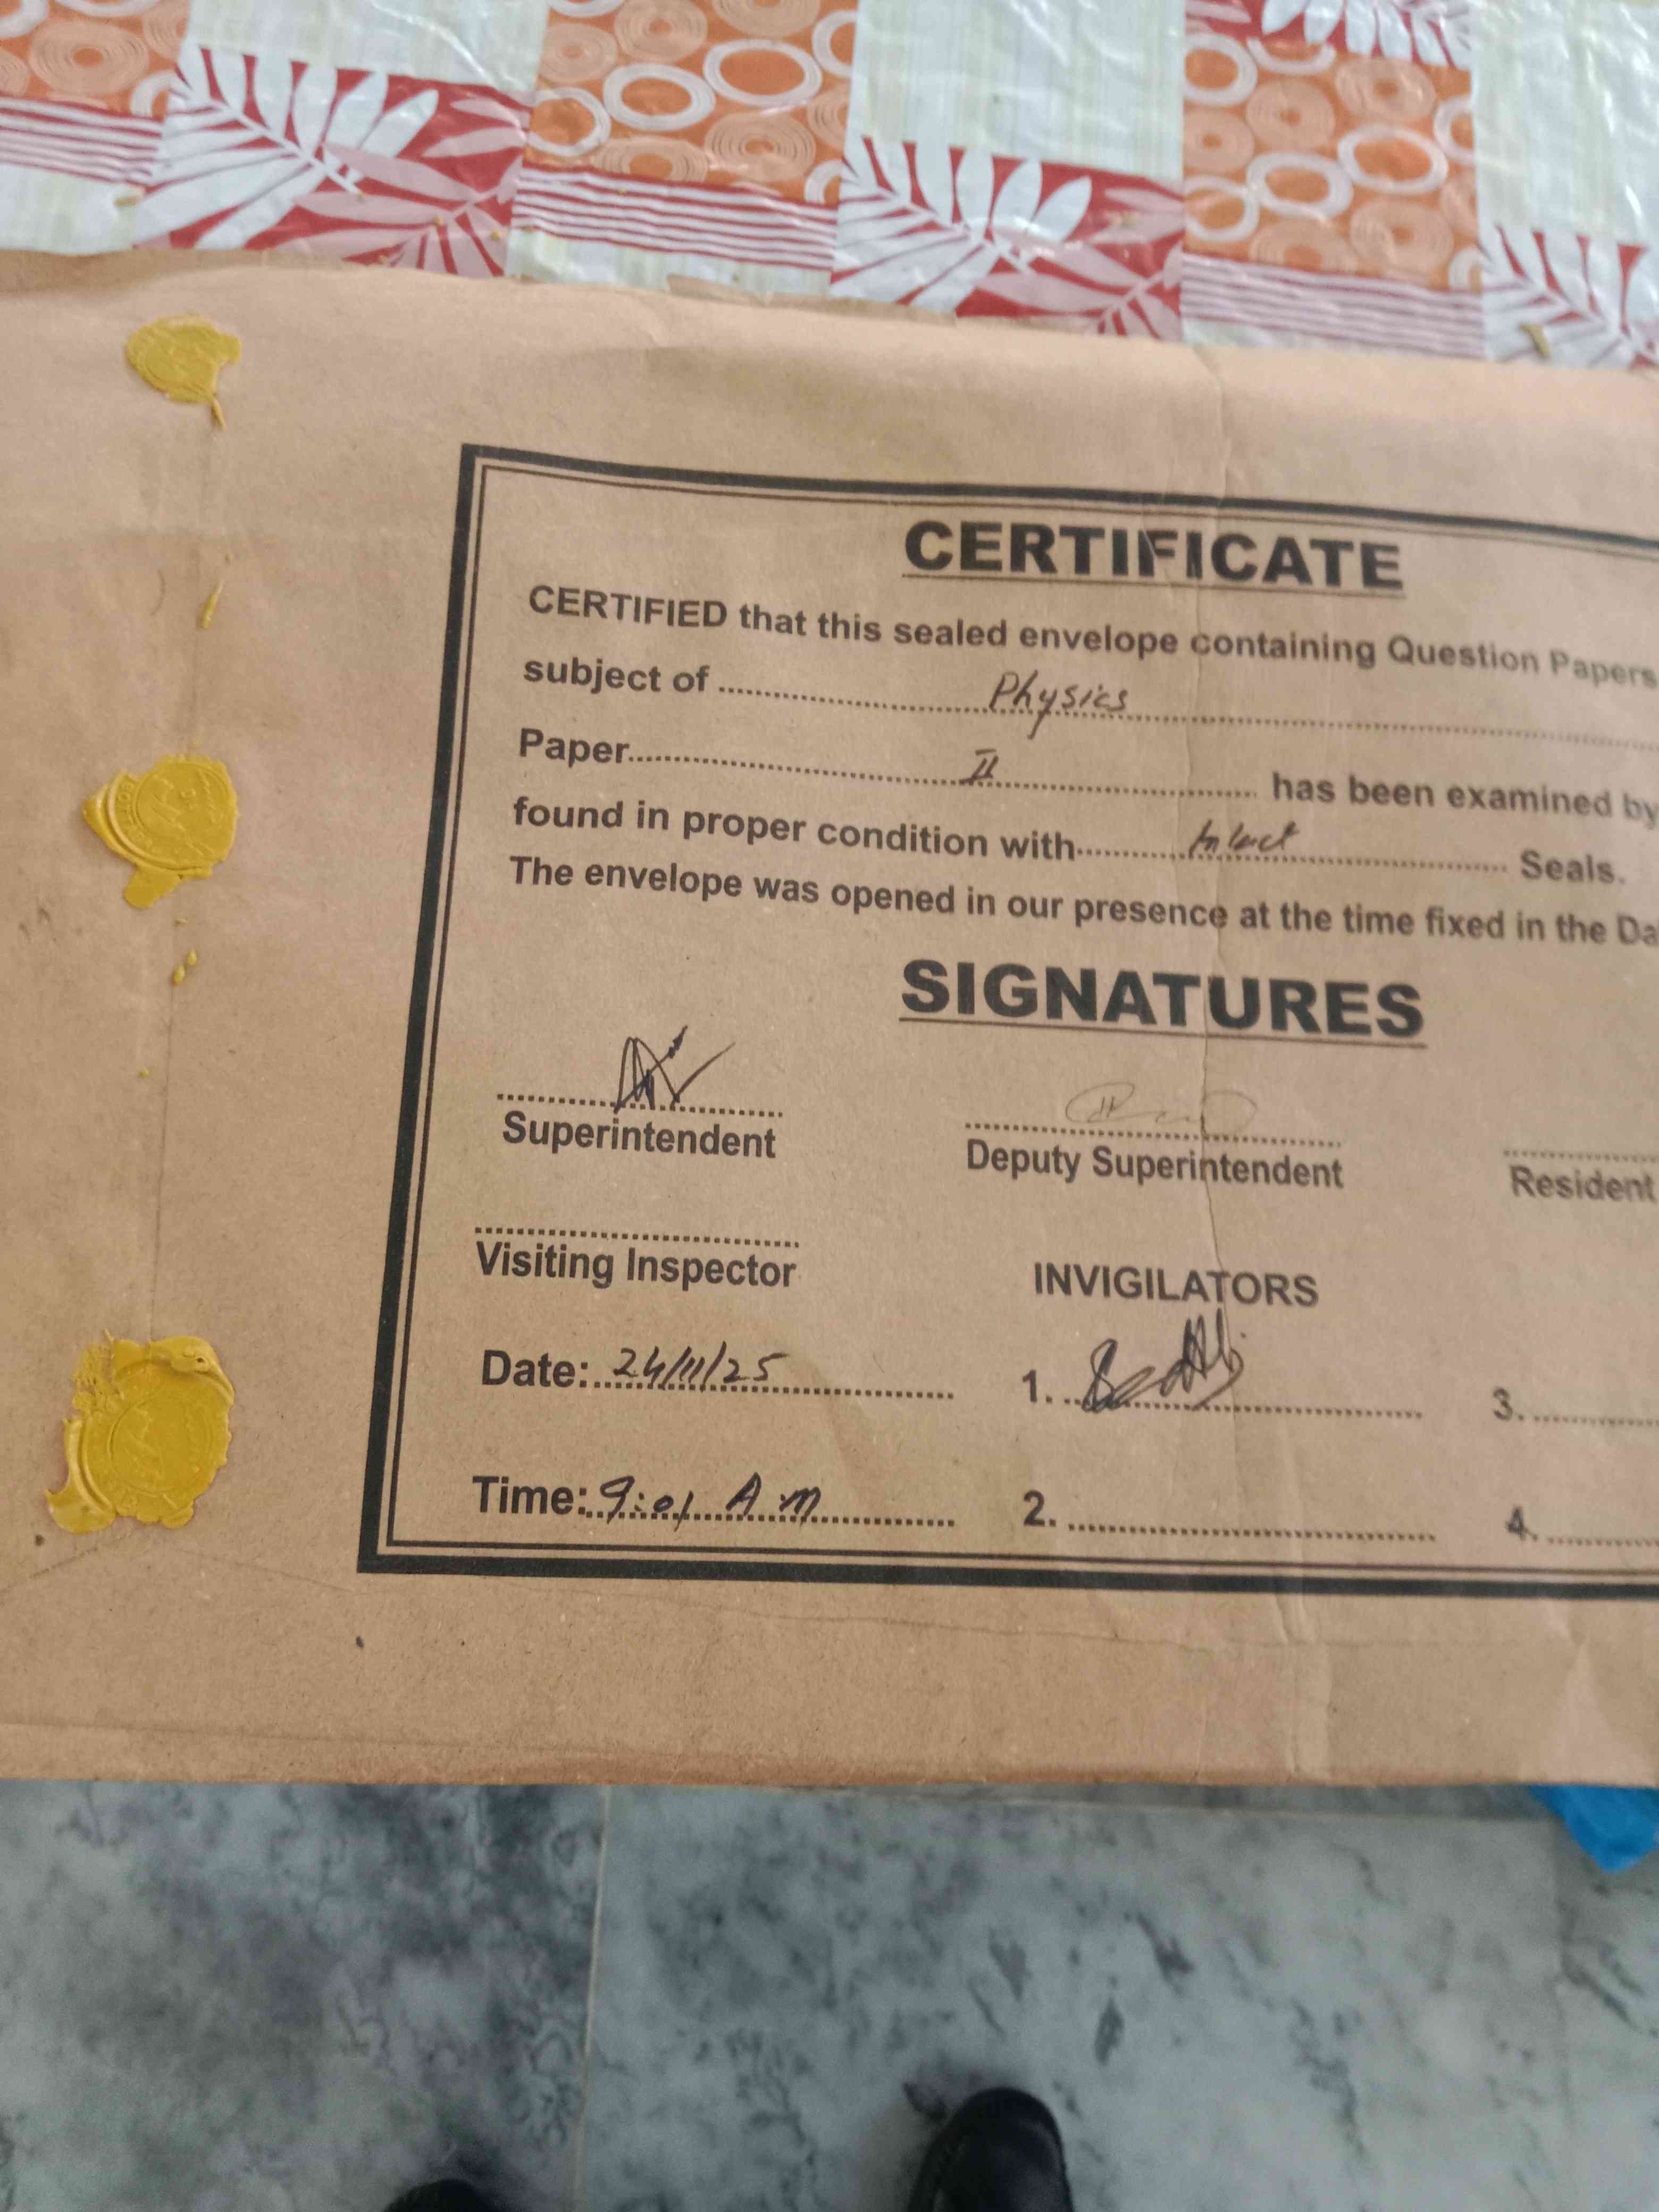 CERTIFICATE
CERTIFIED that this sealed envelope containing Question Papers
subject of .......... Physics ..........
Paper.......... II .......... has been examined by
found in proper condition with.......... Intact .......... Seals.
The envelope was opened in our presence at the time fixed in the Da
SIGNATURES
Superintendent Deputy Superintendent Resident
Visiting Inspector INVIGILATORS
Date: 24/11/25 1. 3.
Time: 9:01 A.m 2. 4.